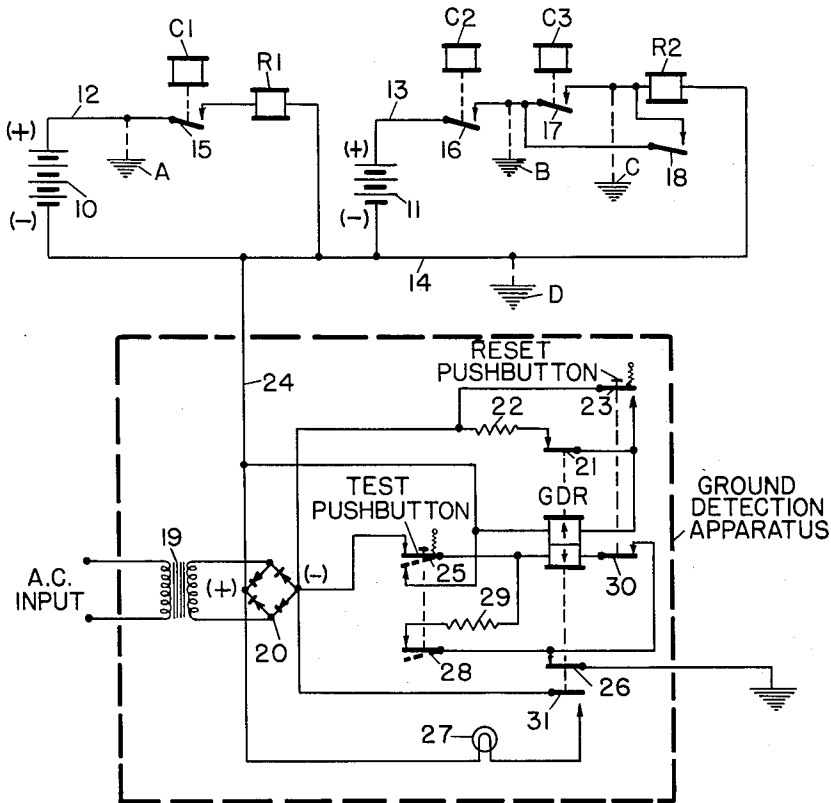 C1
R1
C2
C3
R2
12
13
(+)
15
A
10
(-)
(+)
16
17
B
C
18
11
(-)
14
D
24
RESET
PUSHBUTTON
23
22
21
TEST
PUSHBUTTON
GDR
GROUND
DETECTION
APPARATUS
19
A.C.
INPUT
(+)
(-)
25
30
29
20
28
26
31
27